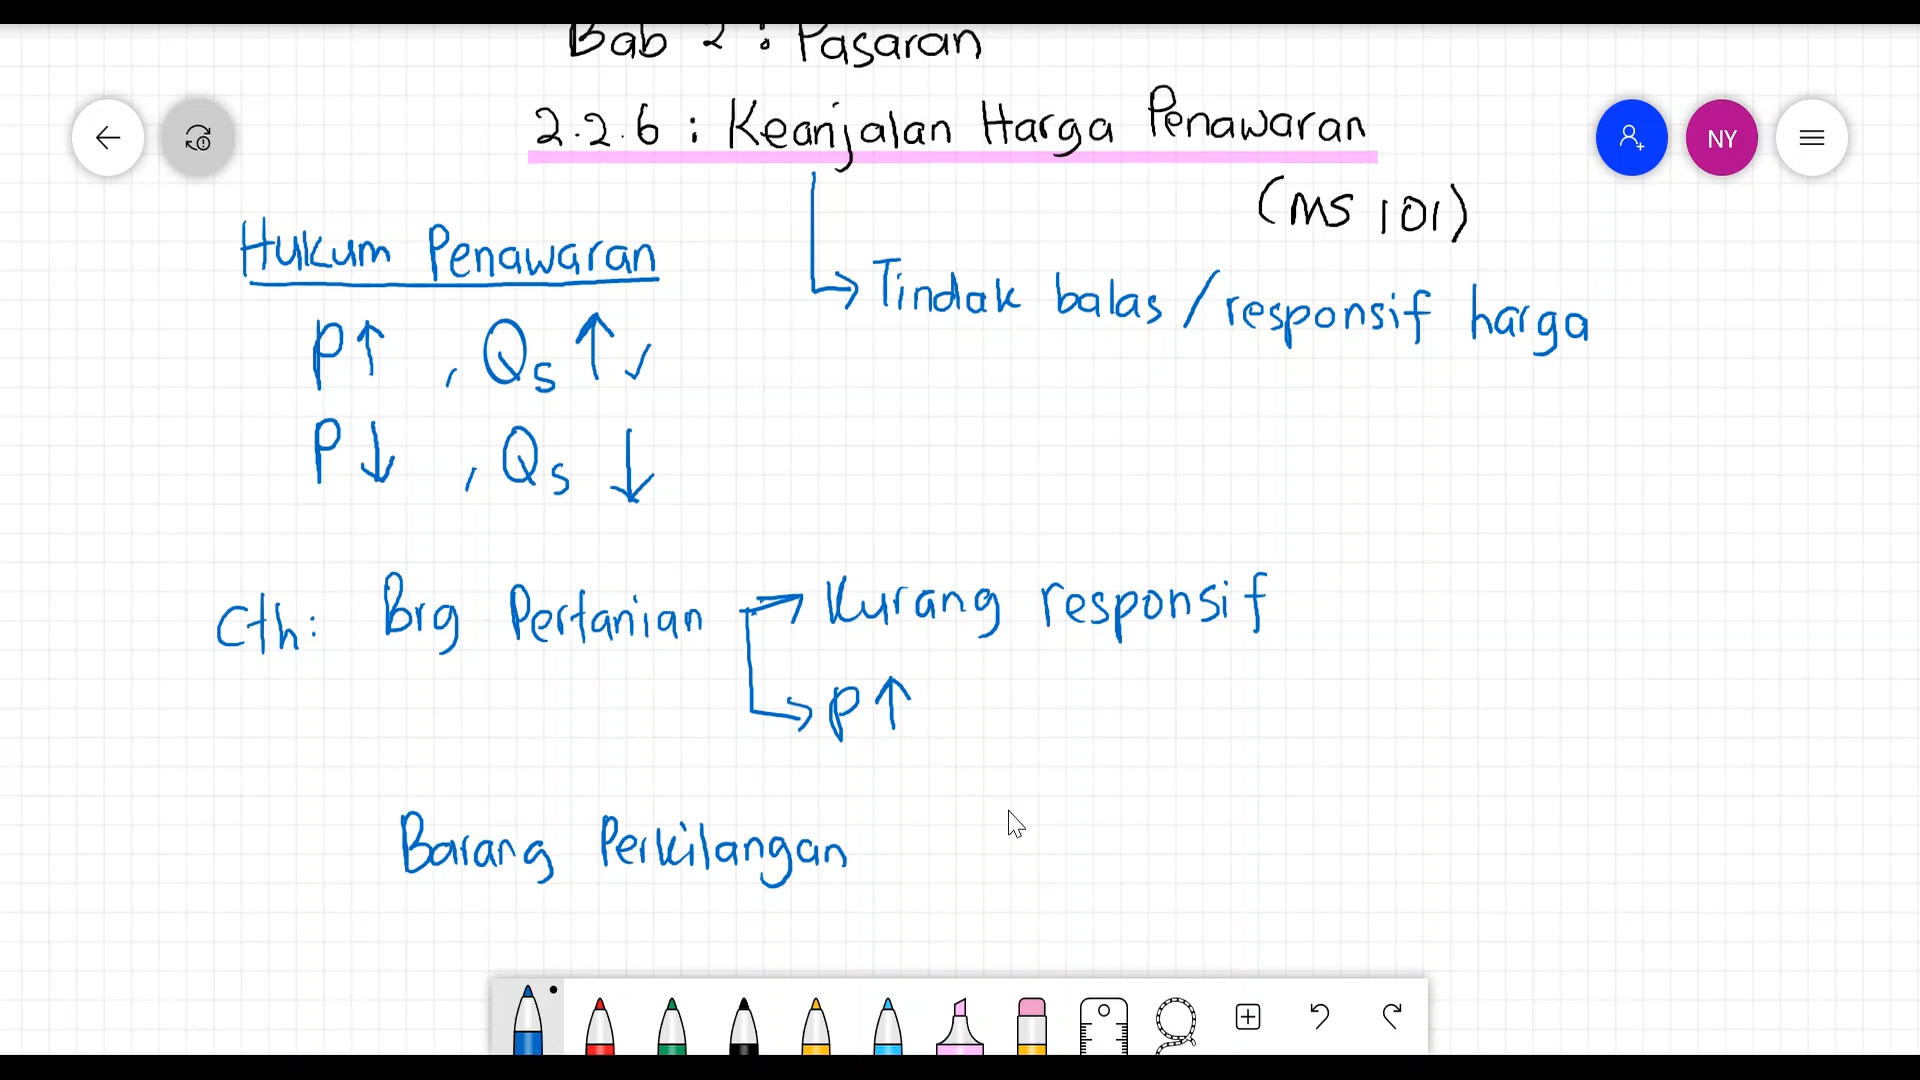 Bab 2 : Pasaran
2.2.6 : Keanjalan Harga Penawaran
NY
(MS 101)
Hukum Penawaran
Tindak balas / responsif harga
P↑ , Qs ↑ ✓
P↓ , Qs ↓
Cth: Brg Pertanian → Kurang responsif
↳ P↑
Barang Perkilangan